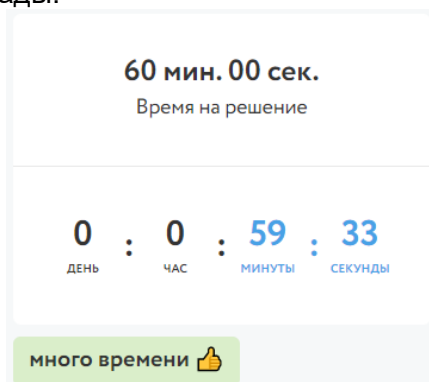 60 мин. 00 сек.
Время на решение
0 : 0 : 59 : 33
ДЕНЬ ЧАС МИНУТЫ СЕКУНДЫ
много времени 👍